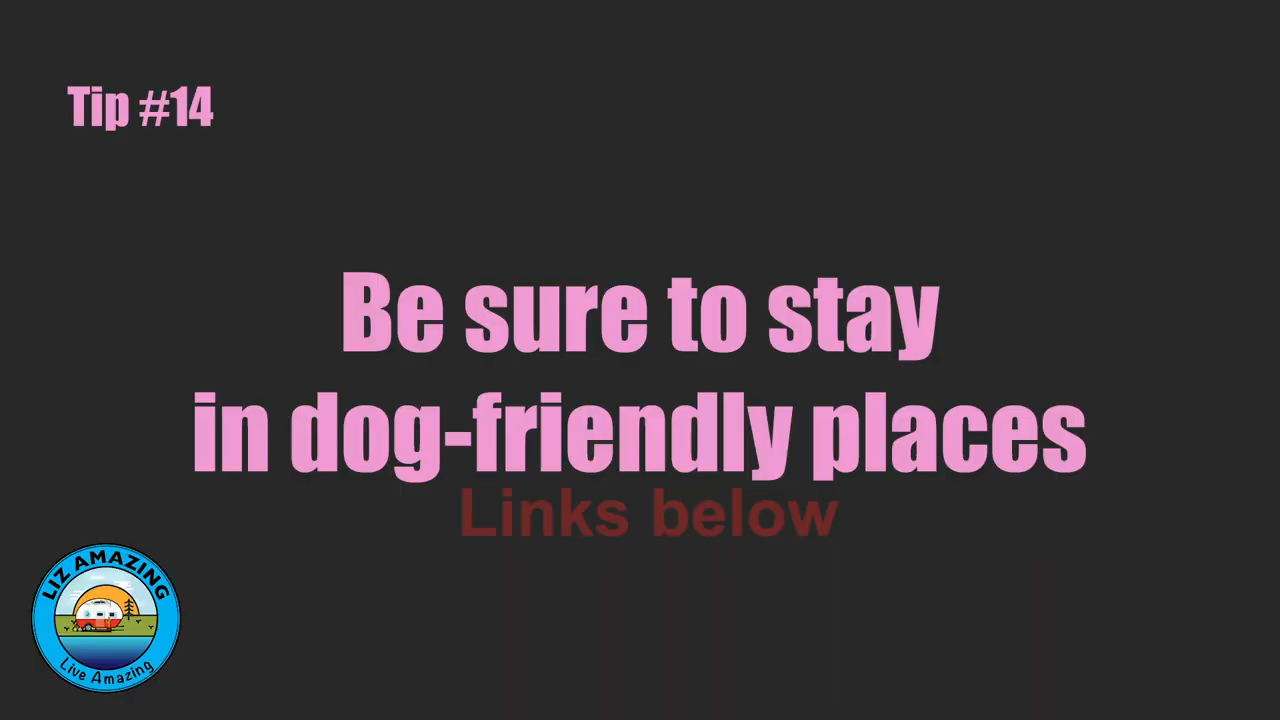 Tip #14
Be sure to stay
in dog-friendly places
Links below
LIZ AMAZING
Live Amazing